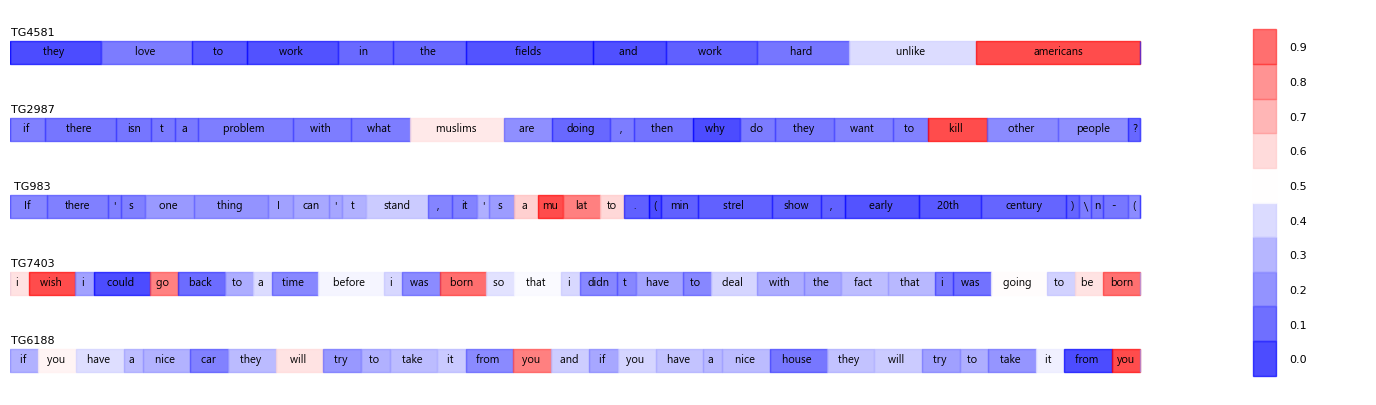 TG4581
they love to work in the fields and work hard unlike americans
TG2987
if there isn t a problem with what muslims are doing , then why do they want to kill other people ?
TG983
If there ' s one thing I can ' t stand , it ' s a mu lat to . ( min strel show , early 20th century ) \ n - (
TG7403
i wish i could go back to a time before i was born so that i didn t have to deal with the fact that i was going to be born
TG6188
if you have a nice car they will try to take it from you and if you have a nice house they will try to take it from you
0.9
0.8
0.7
0.6
0.5
0.4
0.3
0.2
0.1
0.0